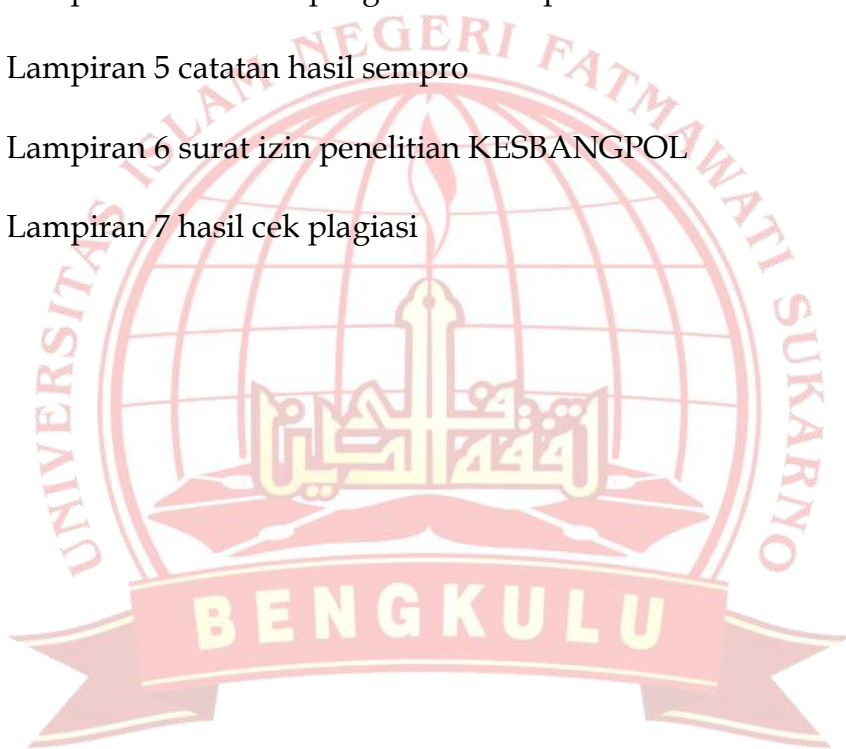 Lampiran 5 catatan hasil sempro
Lampiran 6 surat izin penelitian KESBANGPOL
Lampiran 7 hasil cek plagiasi
UNIVERSITAS ISLAM NEGERI FATMAWATI SUKARNO
BENGKULU